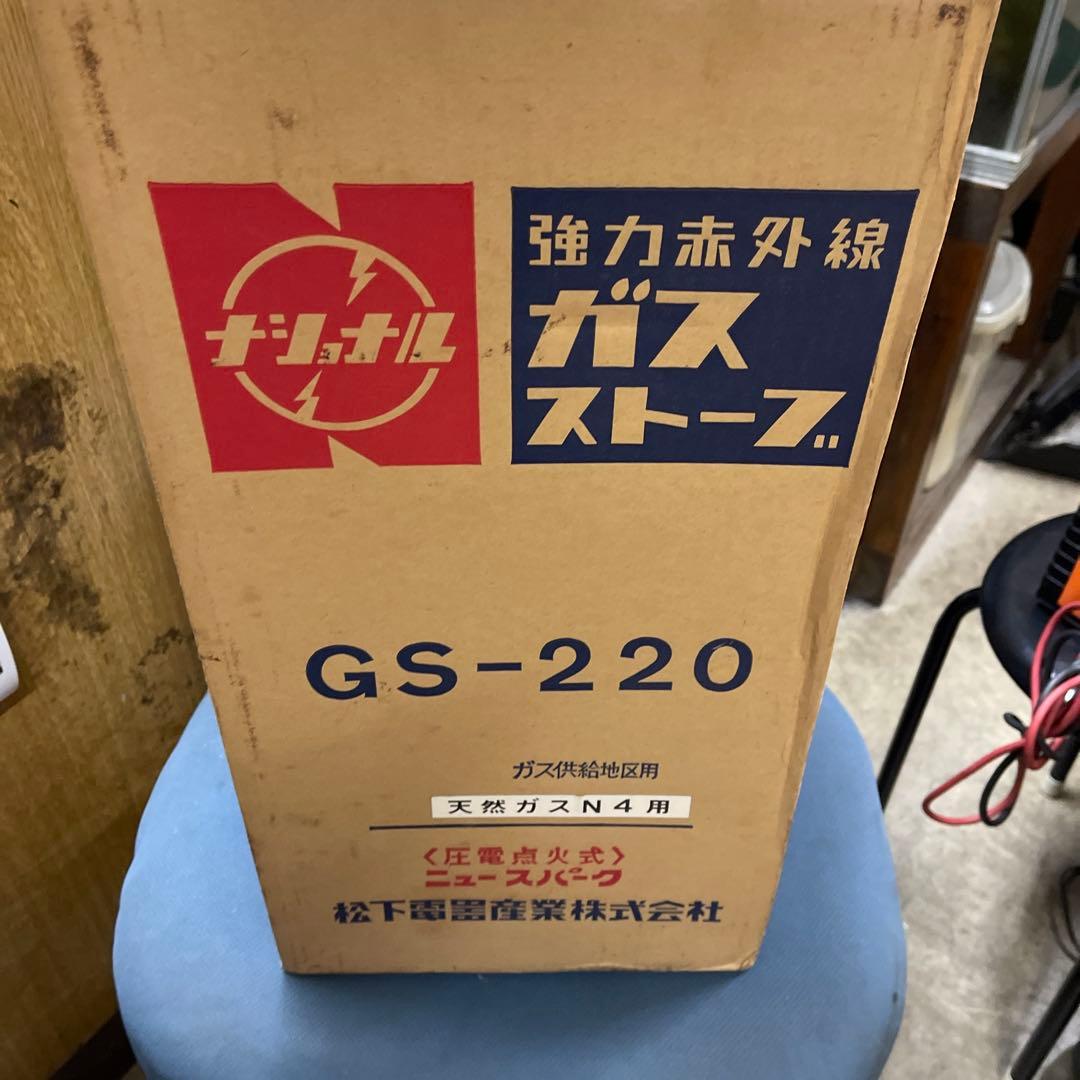 ナショナル
強力赤外線
ガス
ストーブ
GS-220
ガス供給地区用
天然ガスN4用
〈圧電点火式〉
ニュースパーク
松下電器産業株式会社